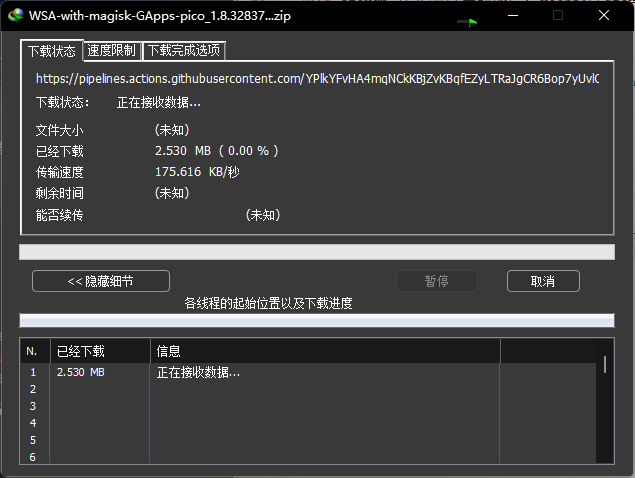 WSA-with-magisk-GApps-pico_1.8.32837...zip
下载状态 速度限制 下载完成选项
https://pipelines.actions.githubusercontent.com/YPlkYFvHA4mqNCkKBjZvKBqfEZyLTRaJgCR6Bop7yUvlC
下载状态： 正在接收数据...
文件大小 (未知)
已经下载 2.530 MB ( 0.00 % )
传输速度 175.616 KB/秒
剩余时间 (未知)
能否续传 (未知)
<< 隐藏细节 暂停 取消
各线程的起始位置以及下载进度
N. 已经下载 信息
1 2.530 MB 正在接收数据...
2
3
4
5
6